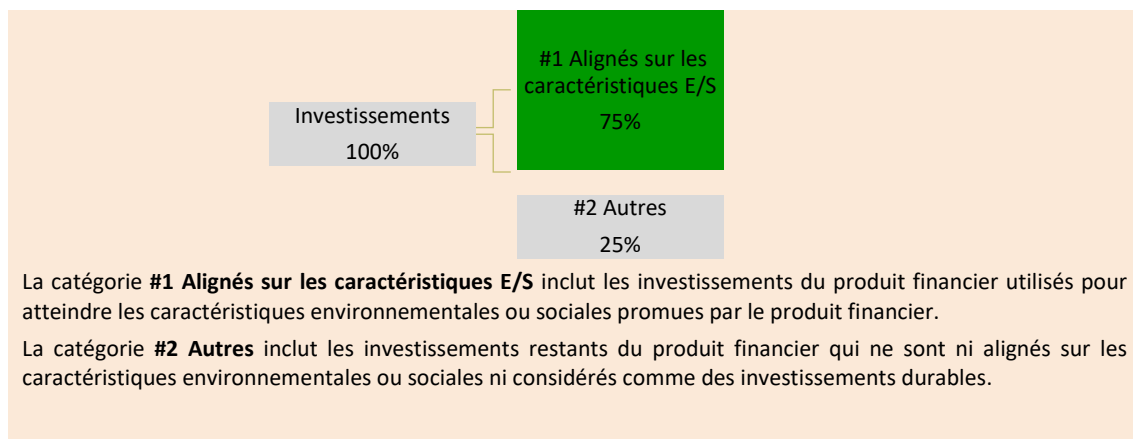 #1 Alignés sur les
caractéristiques E/S
75%
Investissements
100%
#2 Autres
25%
La catégorie #1 Alignés sur les caractéristiques E/S inclut les investissements du produit financier utilisés pour
atteindre les caractéristiques environnementales ou sociales promues par le produit financier.
La catégorie #2 Autres inclut les investissements restants du produit financier qui ne sont ni alignés sur les
caractéristiques environnementales ou sociales ni considérés comme des investissements durables.